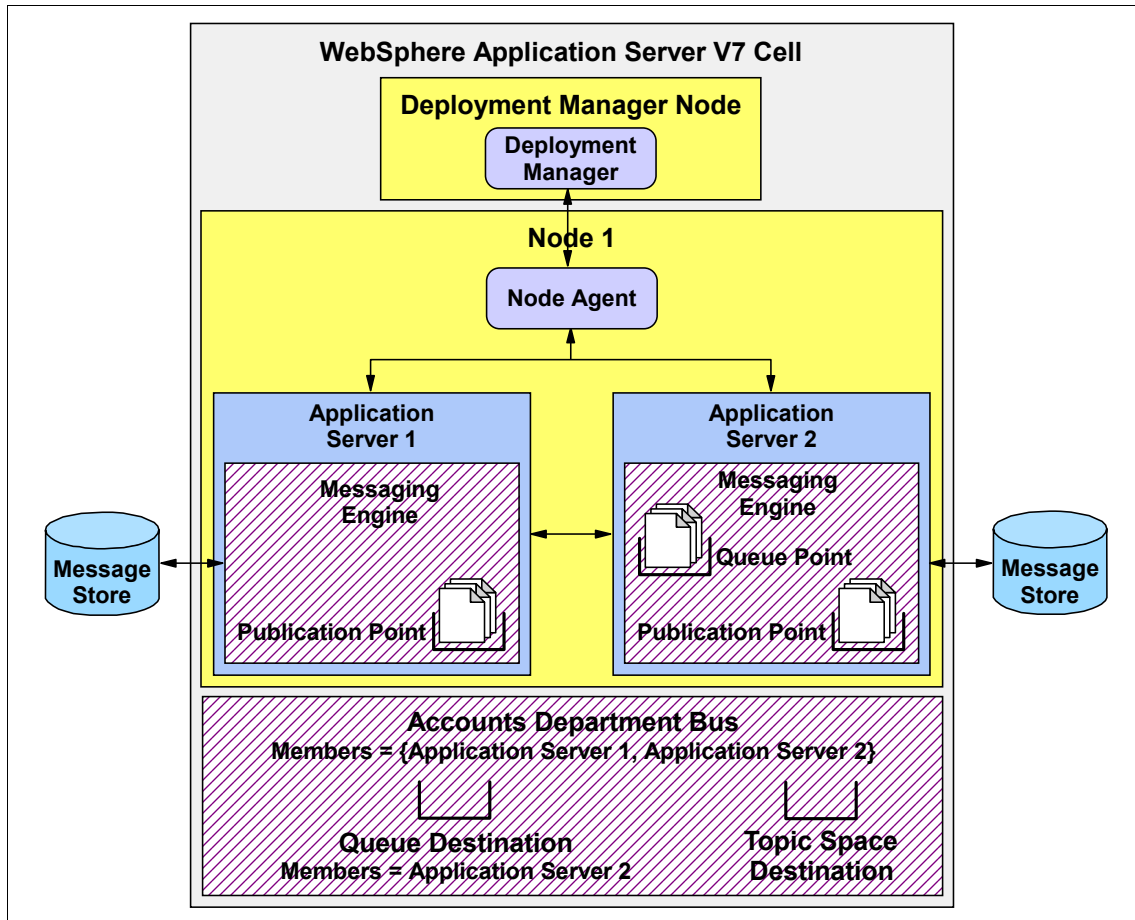 WebSphere Application Server V7 Cell
Deployment Manager Node
Deployment
Manager
Node 1
Node Agent
Application
Server 1
Messaging
Engine
Publication Point
Application
Server 2
Messaging
Engine
Queue Point
Publication Point
Message
Store
Message
Store
Accounts Department Bus
Members = {Application Server 1, Application Server 2}
Queue Destination
Members = Application Server 2
Topic Space
Destination